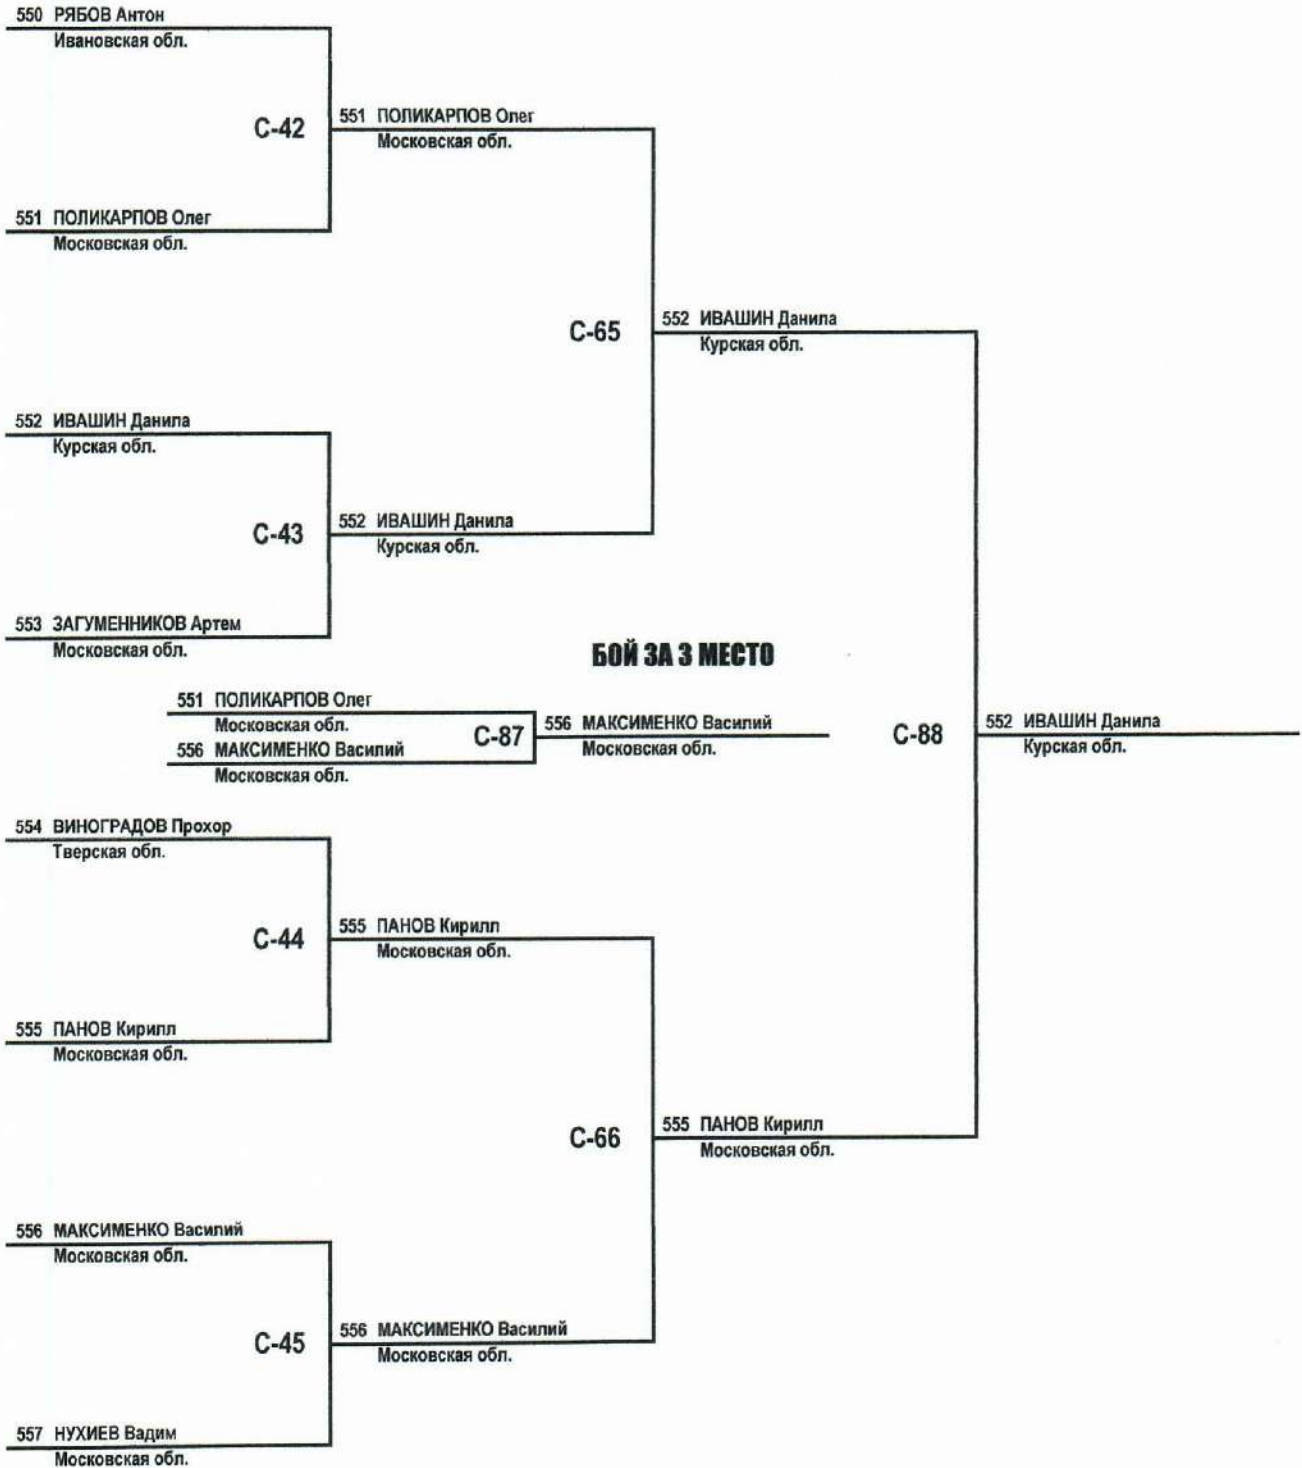 550 РЯБОВ Антон
Ивановская обл.
С-42
551 ПОЛИКАРПОВ Олег
Московская обл.
551 ПОЛИКАРПОВ Олег
Московская обл.
С-65
552 ИВАШИН Данила
Курская обл.
552 ИВАШИН Данила
Курская обл.
С-43
552 ИВАШИН Данила
Курская обл.
553 ЗАГУМЕННИКОВ Артем
Московская обл.
БОЙ ЗА 3 МЕСТО
551 ПОЛИКАРПОВ Олег
Московская обл.
556 МАКСИМЕНКО Василий
Московская обл.
С-87
556 МАКСИМЕНКО Василий
Московская обл.
С-88
552 ИВАШИН Данила
Курская обл.
554 ВИНОГРАДОВ Прохор
Тверская обл.
С-44
555 ПАНОВ Кирилл
Московская обл.
555 ПАНОВ Кирилл
Московская обл.
С-66
555 ПАНОВ Кирилл
Московская обл.
556 МАКСИМЕНКО Василий
Московская обл.
С-45
556 МАКСИМЕНКО Василий
Московская обл.
557 НУХИЕВ Вадим
Московская обл.